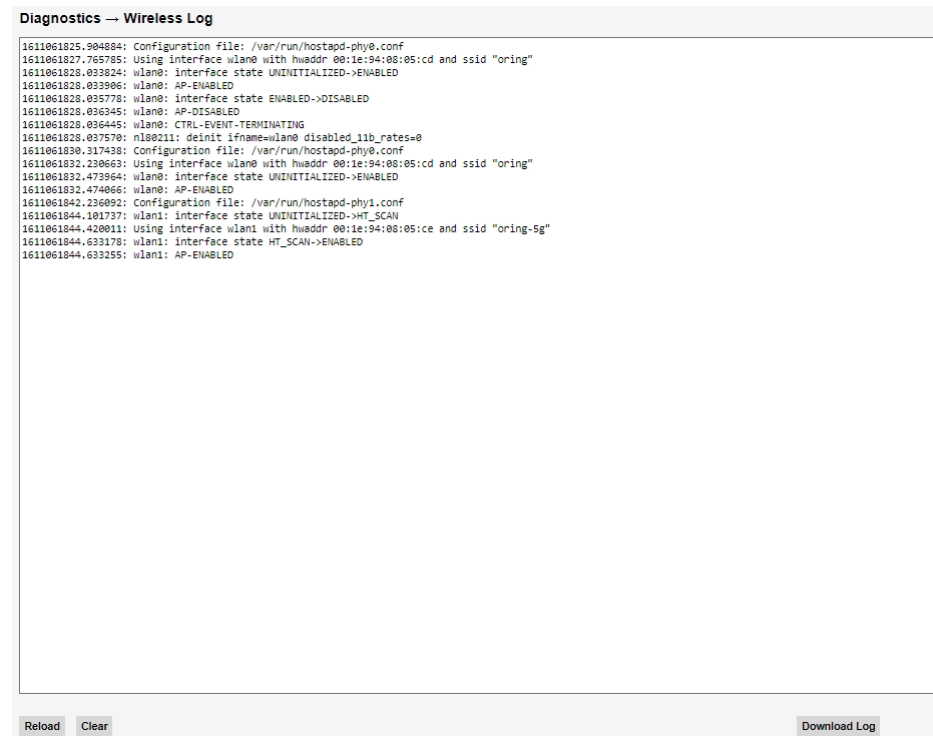 Diagnostics → Wireless Log
1611061825.904884: Configuration file: /var/run/hostapd-phy0.conf
1611061827.765785: Using interface wlan0 with hwaddr 00:1e:94:08:05:cd and ssid "oring"
1611061828.033824: wlan0: interface state UNINITIALIZED->ENABLED
1611061828.033906: wlan0: AP-ENABLED
1611061828.035778: wlan0: interface state ENABLED->DISABLED
1611061828.036345: wlan0: AP-DISABLED
1611061828.036445: wlan0: CTRL-EVENT-TERMINATING
1611061828.037570: nl80211: deinit ifname=wlan0 disabled_11b_rates=0
1611061830.317438: Configuration file: /var/run/hostapd-phy0.conf
1611061832.230663: Using interface wlan0 with hwaddr 00:1e:94:08:05:cd and ssid "oring"
1611061832.473964: wlan0: interface state UNINITIALIZED->ENABLED
1611061832.474066: wlan0: AP-ENABLED
1611061842.236092: Configuration file: /var/run/hostapd-phy1.conf
1611061844.101737: wlan1: interface state UNINITIALIZED->HT_SCAN
1611061844.420011: Using interface wlan1 with hwaddr 00:1e:94:08:05:ce and ssid "oring-5g"
1611061844.633178: wlan1: interface state HT_SCAN->ENABLED
1611061844.633255: wlan1: AP-ENABLED
Reload Clear Download Log